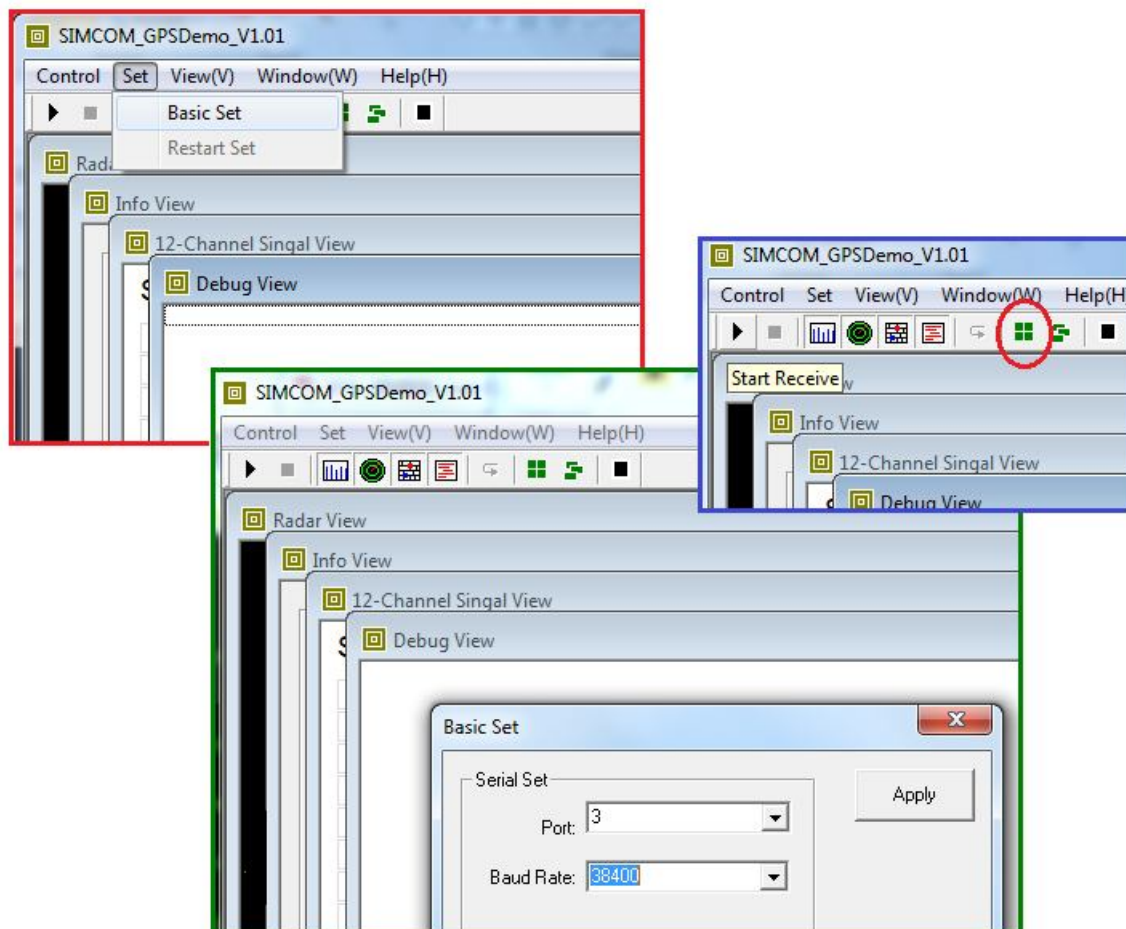 SIMCOM_GPSDemo_V1.01
Control Set View(V) Window(W) Help(H)
Basic Set
Restart Set
Info View
12-Channel Singal View
Debug View
SIMCOM_GPSDemo_V1.01
Control Set View(V) Window(W) Help(H
Start Receive
Info View
12-Channel Singal View
Debug View
SIMCOM_GPSDemo_V1.01
Control Set View(V) Window(W) Help(H)
Radar View
Info View
12-Channel Singal View
Debug View
Basic Set
Serial Set
Apply
Port: 3
Baud Rate: 38400